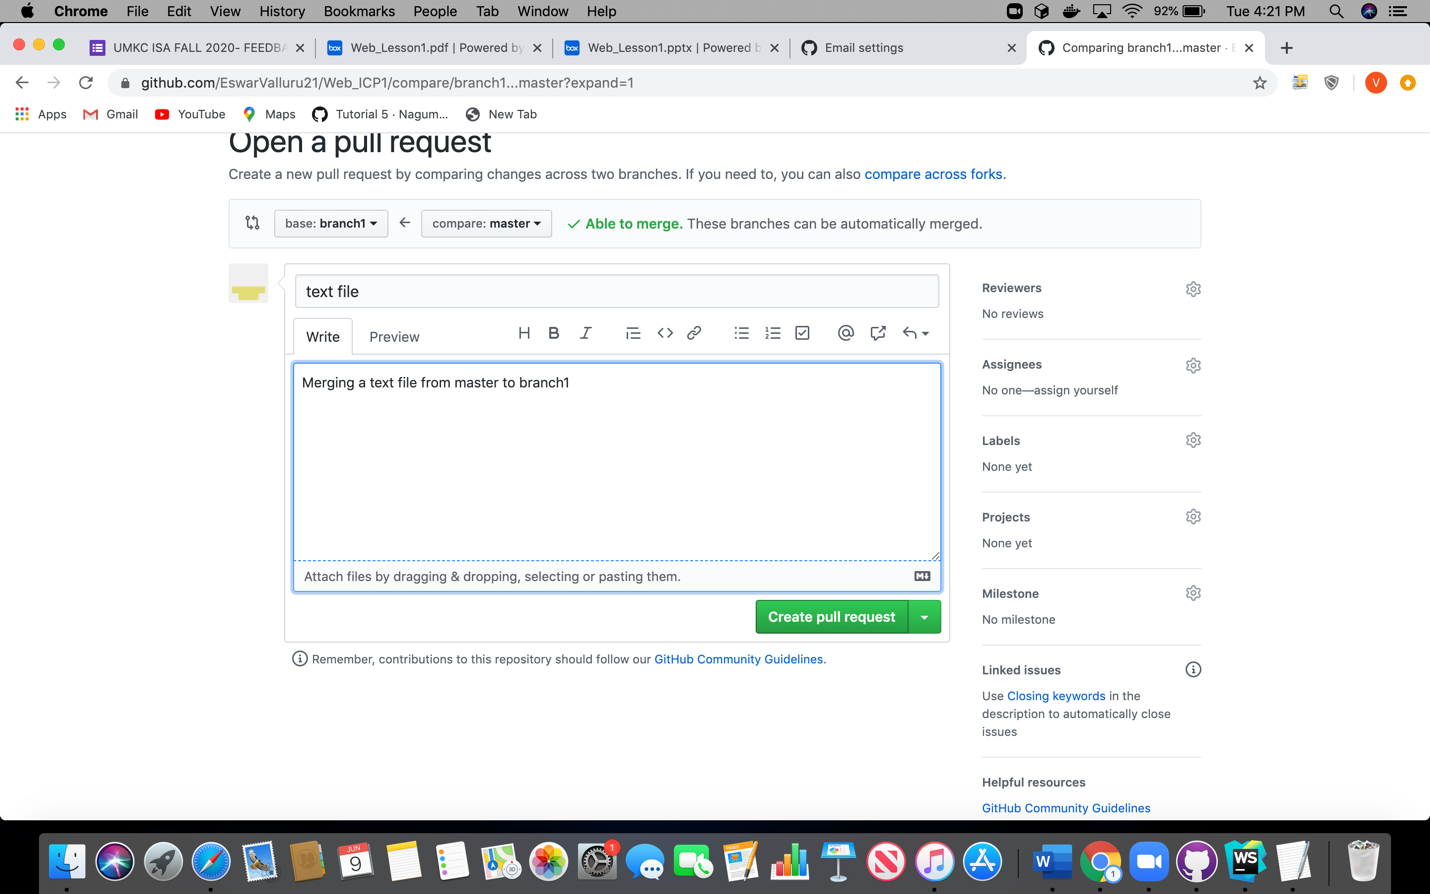 Chrome File Edit View History Bookmarks People Tab Window Help 92% Tue 4:21 PM
UMKC ISA FALL 2020- FEEDBA Web_Lesson1.pdf | Powered by Web_Lesson1.pptx | Powered b Email settings Comparing branch1...master · E
github.com/EswarValluru21/Web_ICP1/compare/branch1...master?expand=1 V
Apps Gmail YouTube Maps Tutorial 5 · Nagum... New Tab
Open a pull request
Create a new pull request by comparing changes across two branches. If you need to, you can also compare across forks.
base: branch1 compare: master Able to merge. These branches can be automatically merged.
text file
Write Preview H B I
Merging a text file from master to branch1
Attach files by dragging & dropping, selecting or pasting them.
Create pull request
Remember, contributions to this repository should follow our GitHub Community Guidelines.
Reviewers
No reviews
Assignees
No one—assign yourself
Labels
None yet
Projects
None yet
Milestone
No milestone
Linked issues
Use Closing keywords in the
description to automatically close
issues
Helpful resources
GitHub Community Guidelines
JUN
9
1
W
1
WS